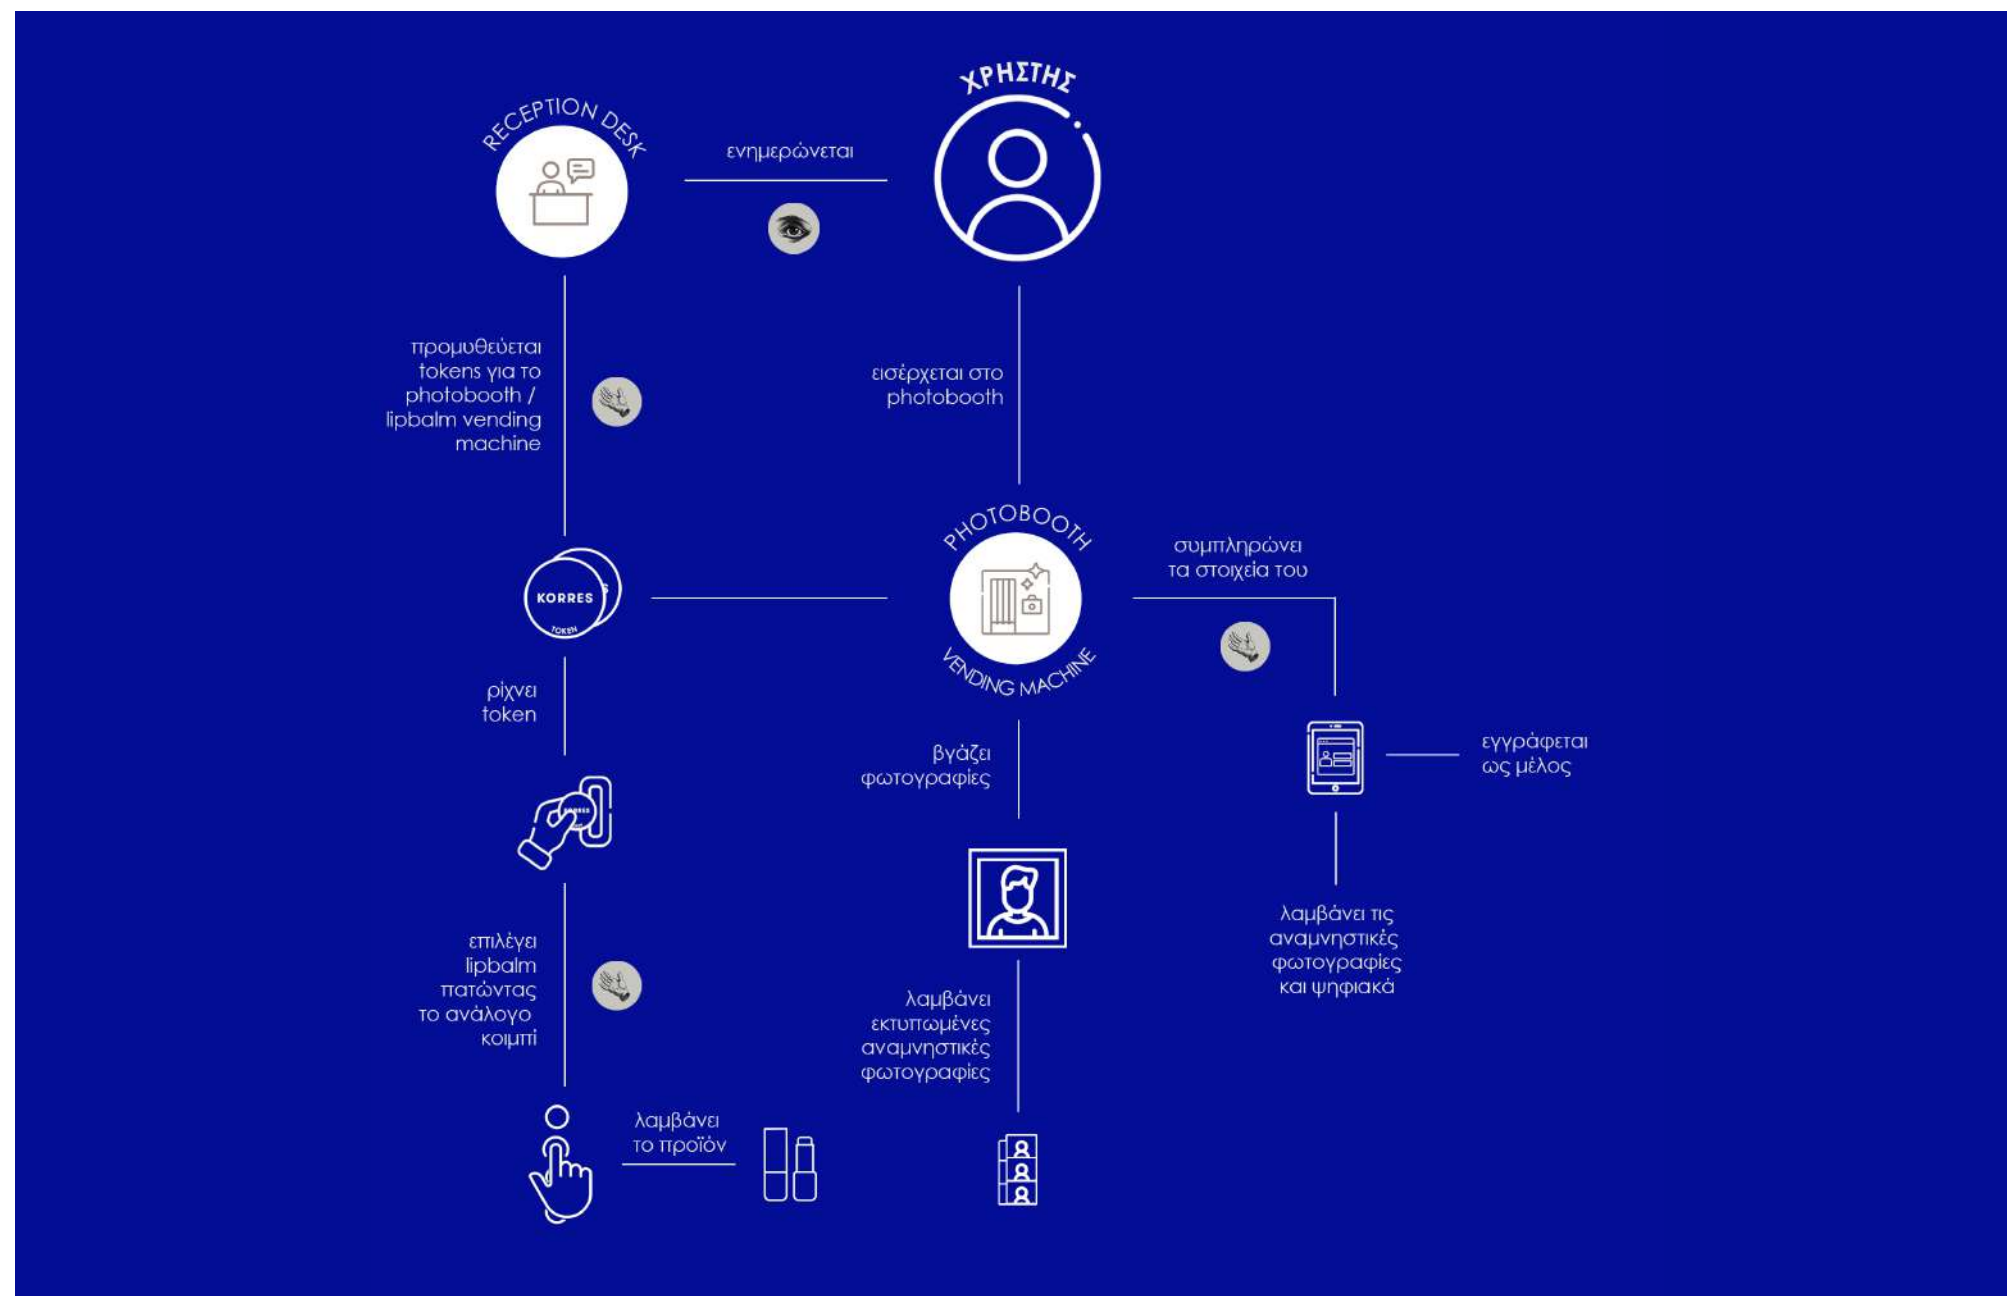 ΧΡΗΣΤΗΣ
RECEPTION DESK
ενημερώνεται
προμυθεύεται
tokens για το
photobooth /
lipbalm vending
machine
εισέρχεται στο
photobooth
PHOTOBOOTH
VENDING MACHINE
συμπληρώνει
τα στοιχεία του
KORRES
TOKEN
S
ρίχνει
token
βγάζει
φωτογραφίες
εγγράφεται
ως μέλος
KORRES
επιλέγει
lipbalm
πατώντας
το ανάλογο
κοιμπί
λαμβάνει
εκτυπωμένες
αναμνηστικές
φωτογραφίες
λαμβάνει τις
αναμνηστικές
φωτογραφίες
και ψηφιακά
λαμβάνει
το προϊόν